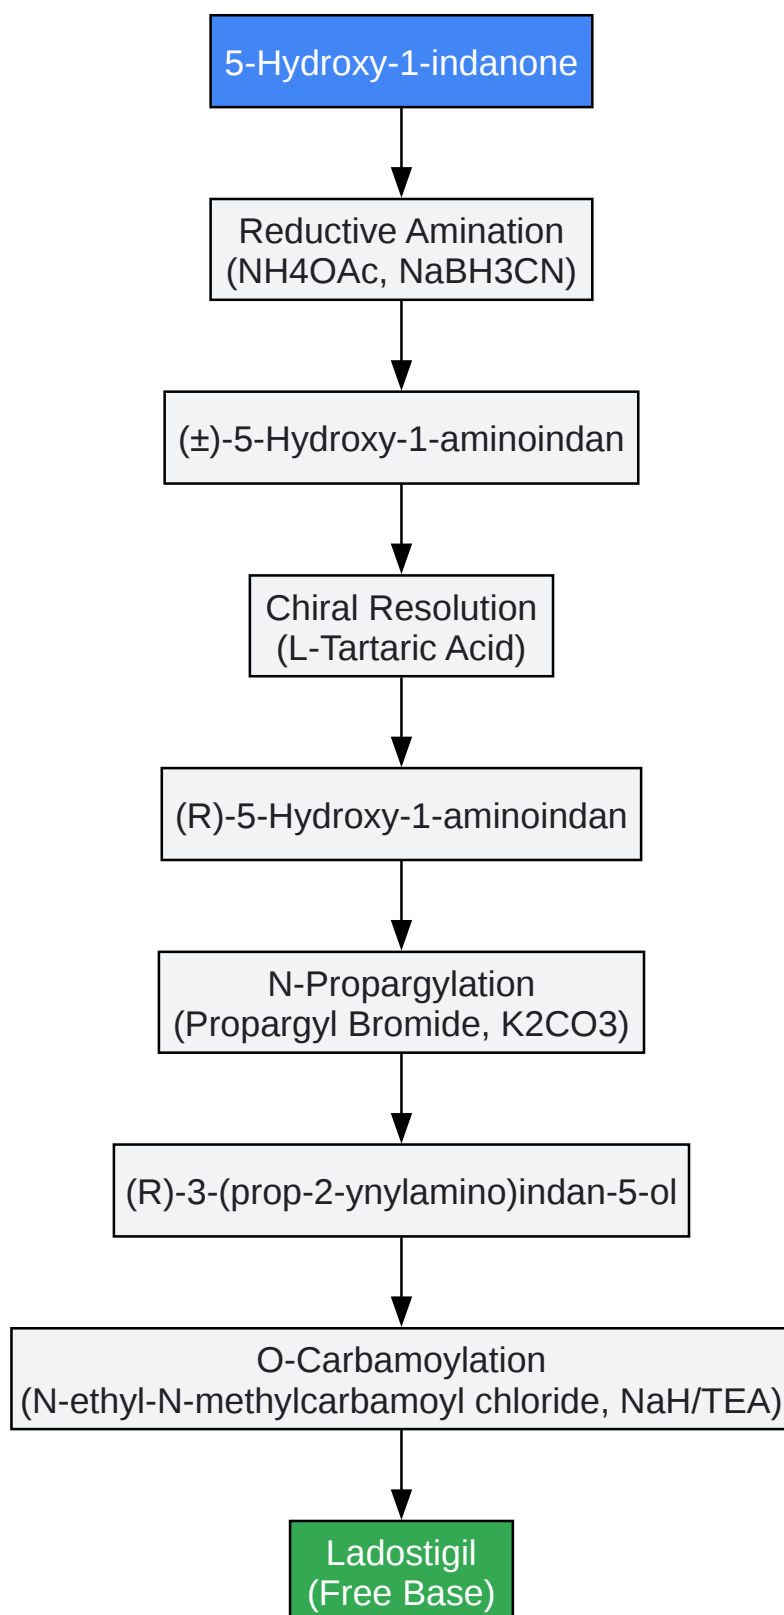 5-Hydroxy-1-indanone
Reductive Amination
(NH4OAc, NaBH3CN)
(±)-5-Hydroxy-1-aminoindan
Chiral Resolution
(L-Tartaric Acid)
(R)-5-Hydroxy-1-aminoindan
N-Propargylation
(Propargyl Bromide, K2CO3)
(R)-3-(prop-2-ynylamino)indan-5-ol
O-Carbamoylation
(N-ethyl-N-methylcarbamoyl chloride, NaH/TEA)
Ladostigil
(Free Base)